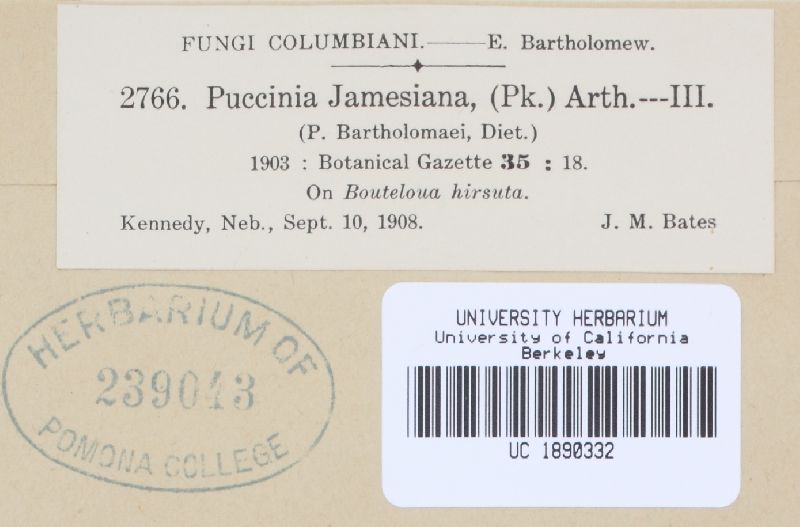 FUNGI COLUMBIANI.——E. Bartholomew.
2766. Puccinia Jamesiana, (Pk.) Arth.---III.
(P. Bartholomaei, Diet.)
1903 : Botanical Gazette 35 : 18.
On Bouteloua hirsuta.
Kennedy, Neb., Sept. 10, 1908. J. M. Bates
HERBARIUM OF
239043
POMONA COLLEGE
UNIVERSITY HERBARIUM
University of California
Berkeley
UC 1890332